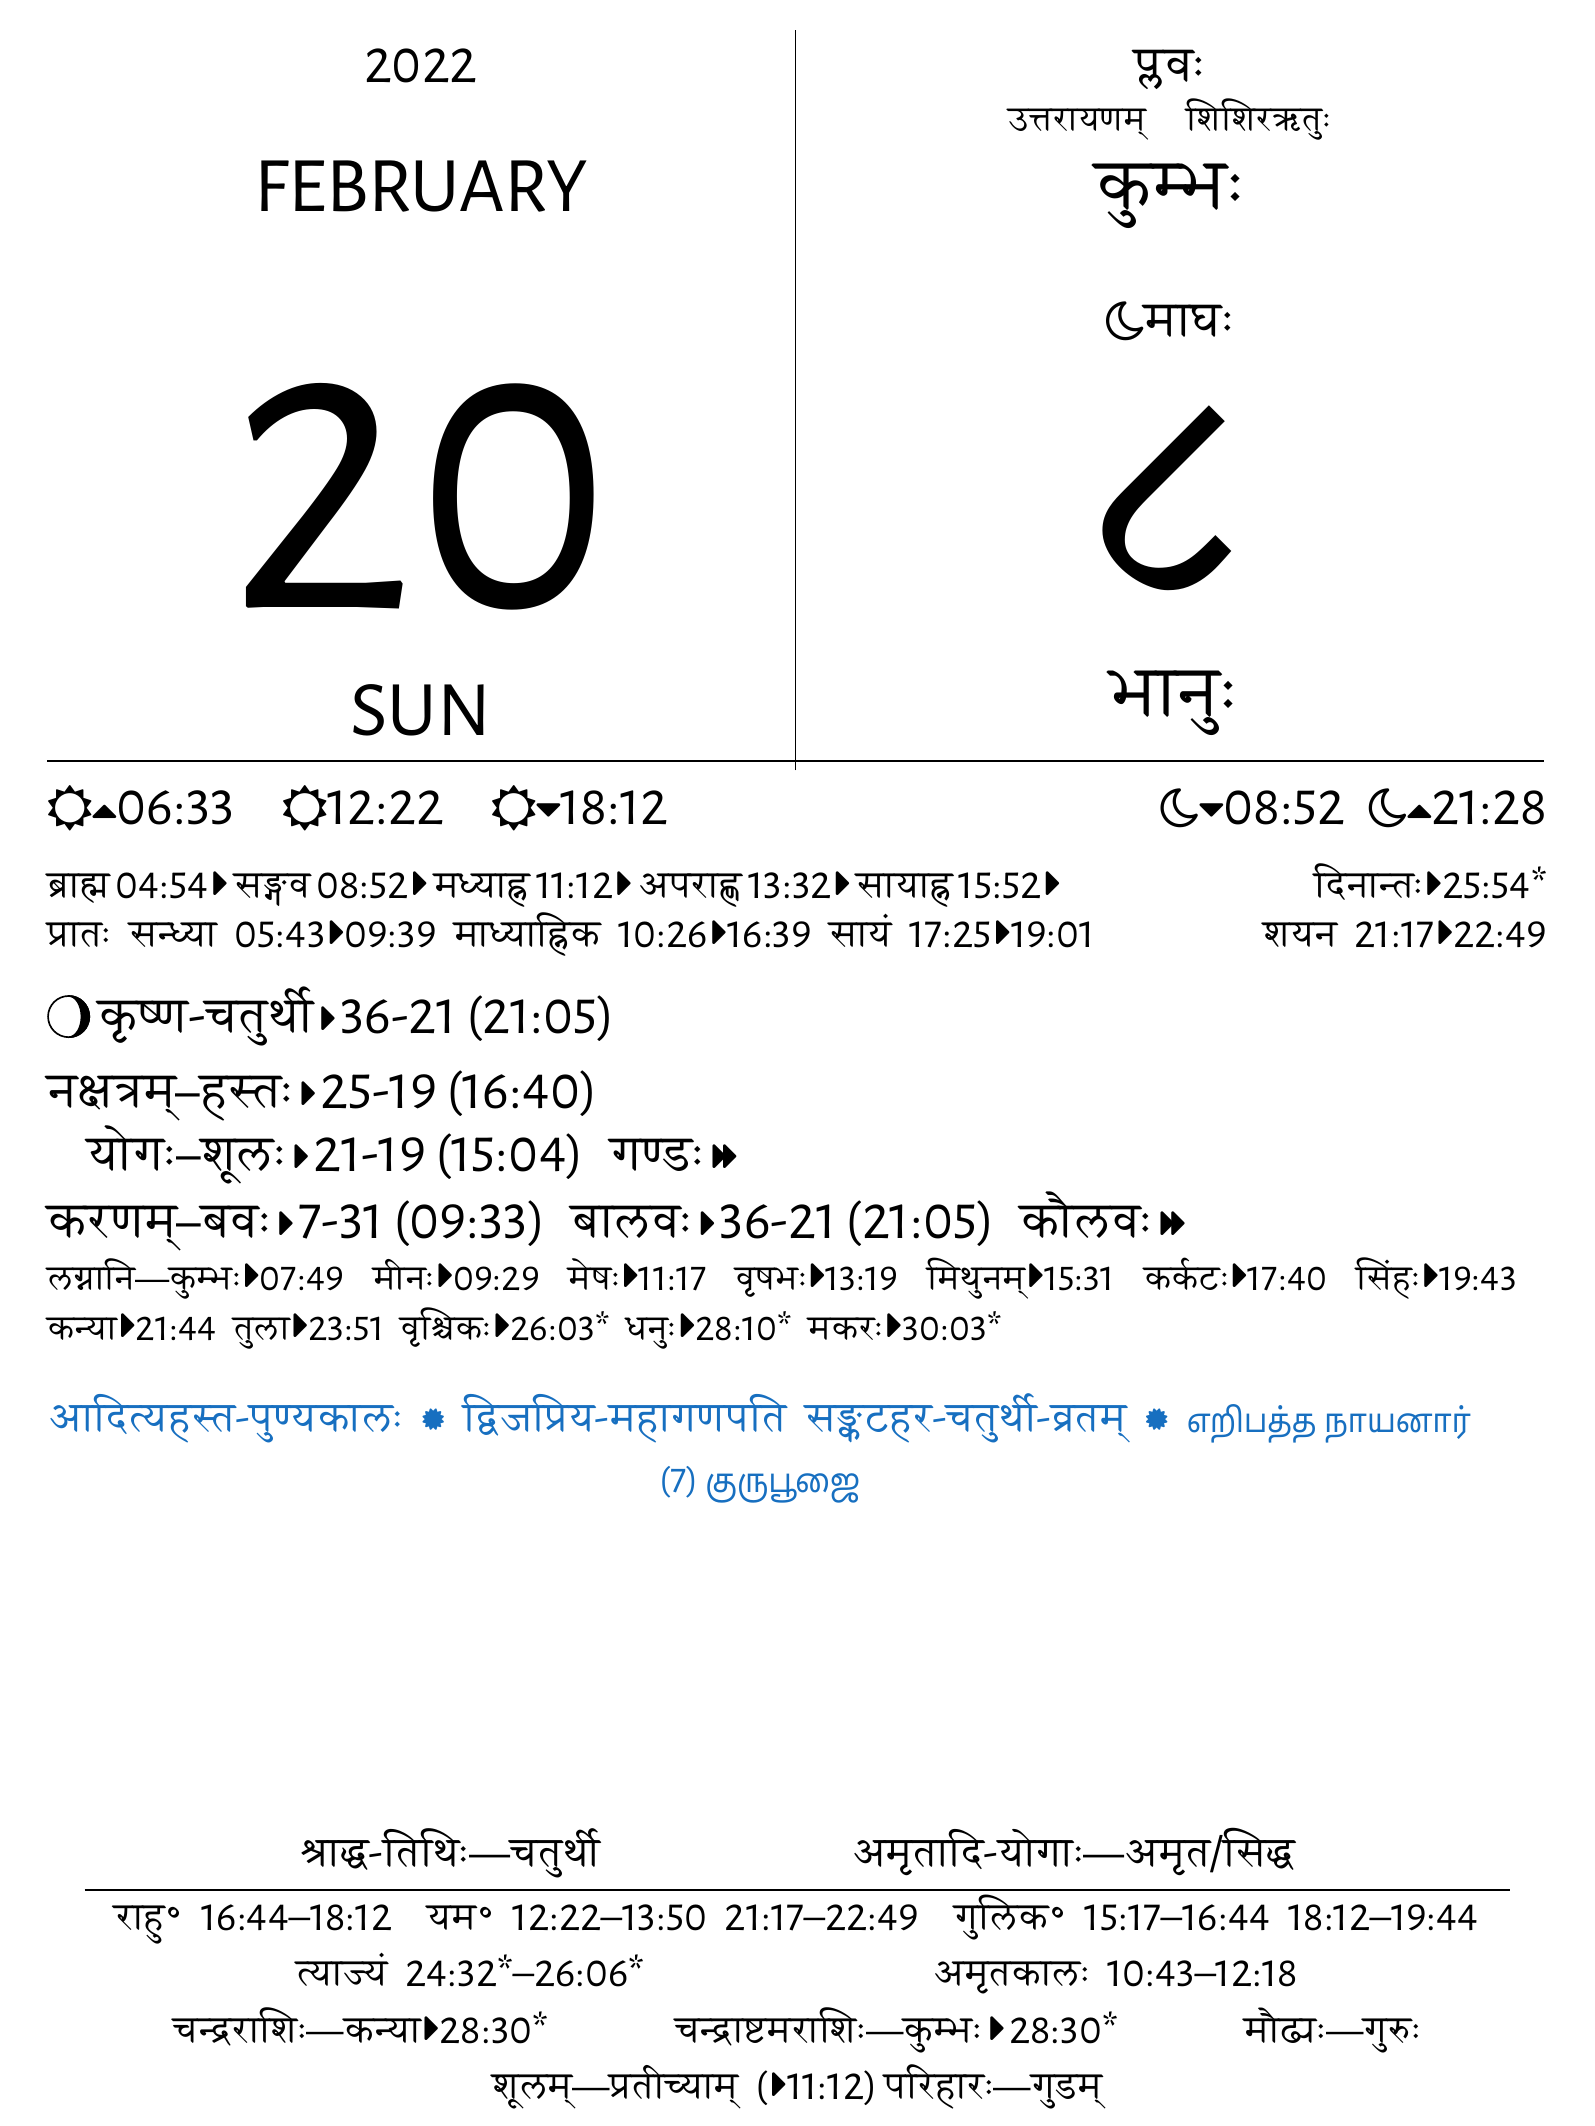 2022
FEBRUARY
20
SUN
प्लवः
उत्तरायणम् शिशिरऋतुः
कुम्भः
माघः
८
भानुः
06:33 12:22 18:12 08:52 21:28
ब्राह्म 04:54 सङ्गव 08:52 मध्याह्न 11:12 अपराह्ण 13:32 सायाह्न 15:52 दिनान्तः 25:54*
प्रातः सन्ध्या 05:43 09:39 माध्याह्निक 10:26 16:39 सायं 17:25 19:01 शयन 21:17 22:49
कृष्ण-चतुर्थी 36-21 (21:05)
नक्षत्रम्–हस्तः 25-19 (16:40)
योगः–शूलः 21-19 (15:04) गण्डः
करणम्–बवः 7-31 (09:33) बालवः 36-21 (21:05) कौलवः
लग्नानि—कुम्भः 07:49 मीनः 09:29 मेषः 11:17 वृषभः 13:19 मिथुनम् 15:31 कर्कटः 17:40 सिंहः 19:43
कन्या 21:44 तुला 23:51 वृश्चिकः 26:03* धनुः 28:10* मकरः 30:03*
आदित्यहस्त-पुण्यकालः ✹ द्विजप्रिय-महागणपति सङ्कटहर-चतुर्थी-व्रतम् ✹ எறிபத்த நாயனார்
(7) குருபூஜை
श्राद्ध-तिथिः—चतुर्थी अमृतादि-योगाः—अमृत/सिद्ध
राहु॰ 16:44–18:12 यम॰ 12:22–13:50 21:17–22:49 गुलिक॰ 15:17–16:44 18:12–19:44
त्याज्यं 24:32*–26:06* अमृतकालः 10:43–12:18
चन्द्रराशिः—कन्या 28:30* चन्द्राष्टमराशिः—कुम्भः 28:30* मौढ्यः—गुरुः
शूलम्—प्रतीच्याम् (11:12) परिहारः—गुडम्